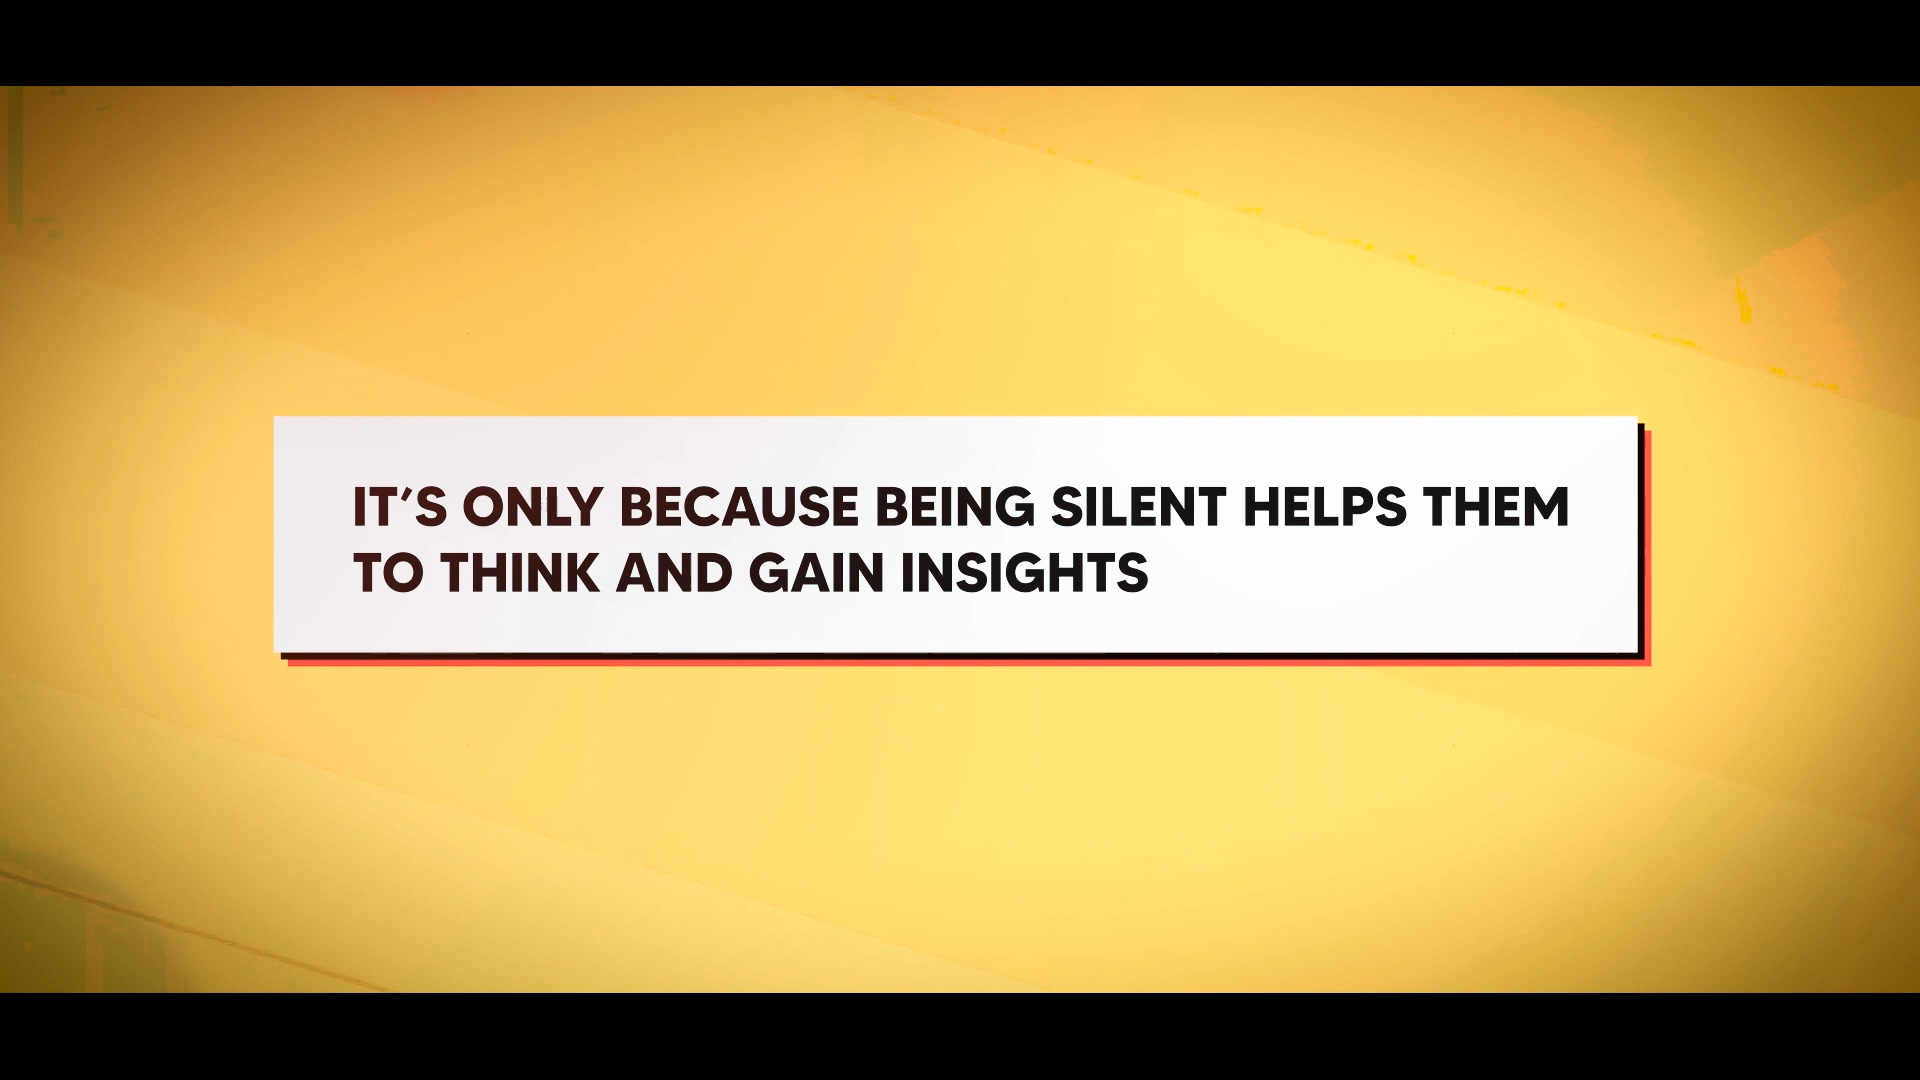 IT’S ONLY BECAUSE BEING SILENT HELPS THEM
TO THINK AND GAIN INSIGHTS